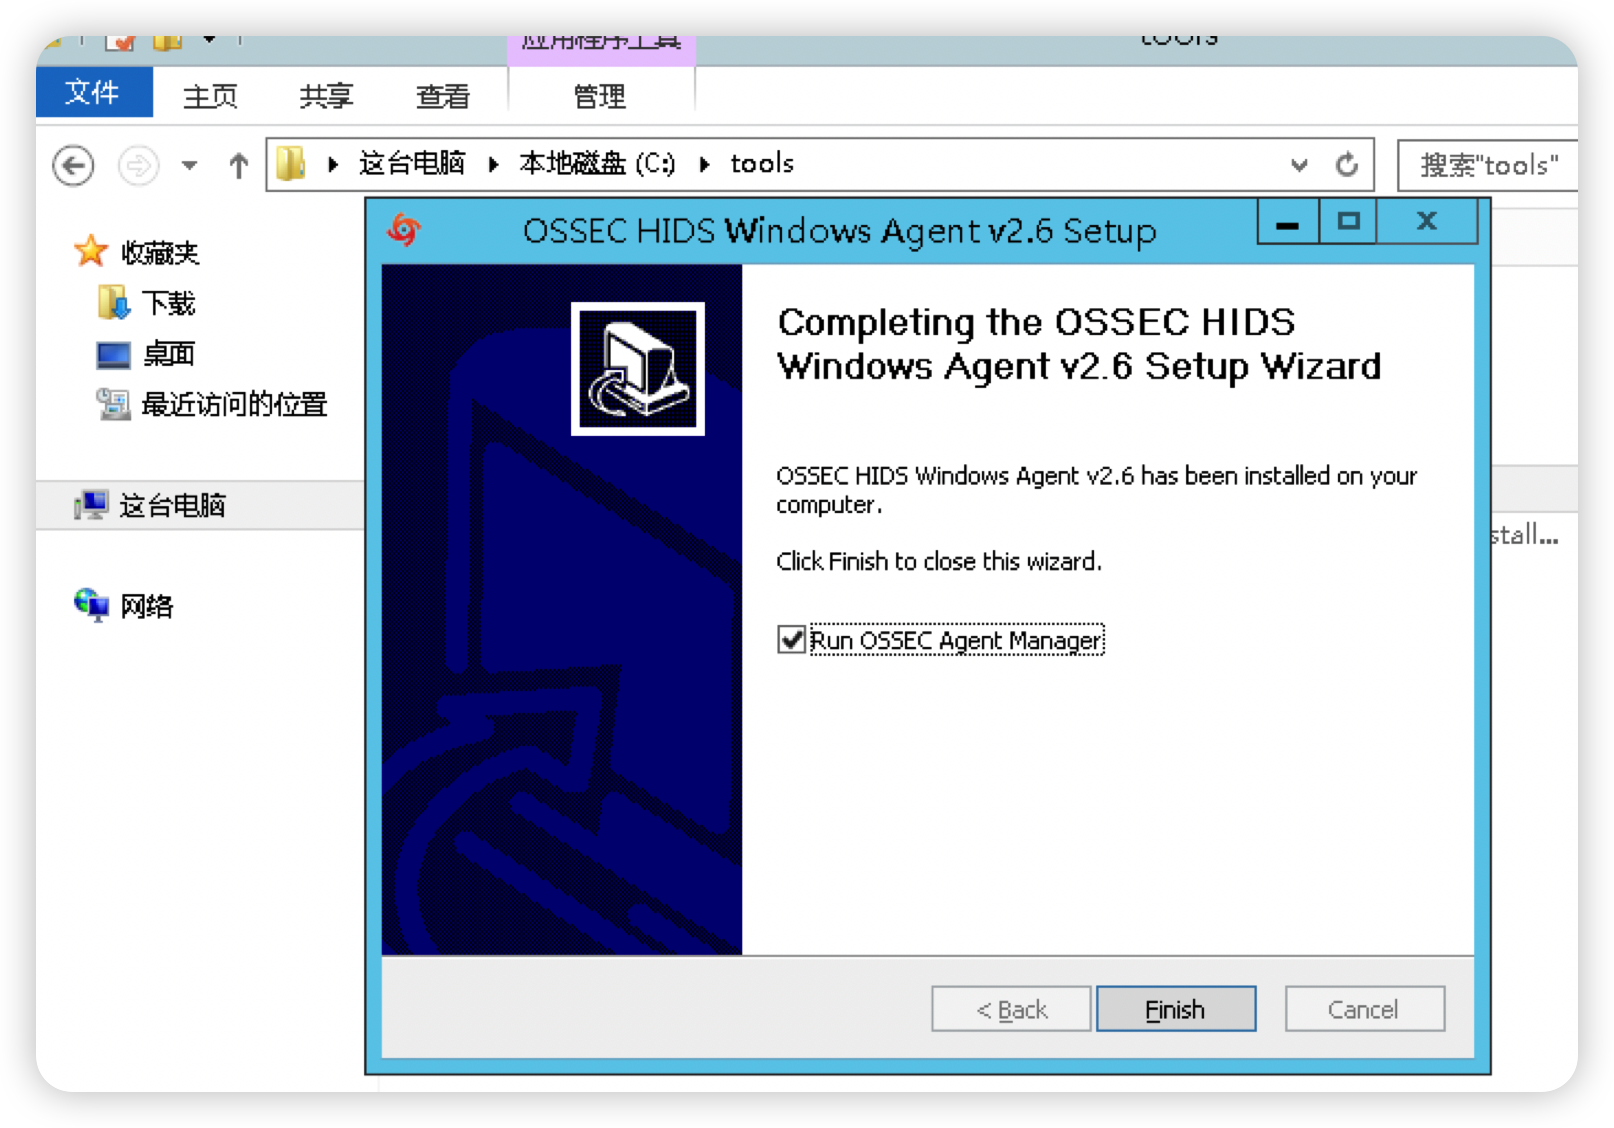 应用程序工具
tools
文件
主页
共享
查看
管理
这台电脑
本地磁盘 (C:)
tools
搜索"tools"
收藏夹
下载
桌面
最近访问的位置
这台电脑
网络
OSSEC HIDS Windows Agent v2.6 Setup
Completing the OSSEC HIDS
Windows Agent v2.6 Setup Wizard
OSSEC HIDS Windows Agent v2.6 has been installed on your
computer.
Click Finish to close this wizard.
Run OSSEC Agent Manager
stall...
< Back
Finish
Cancel